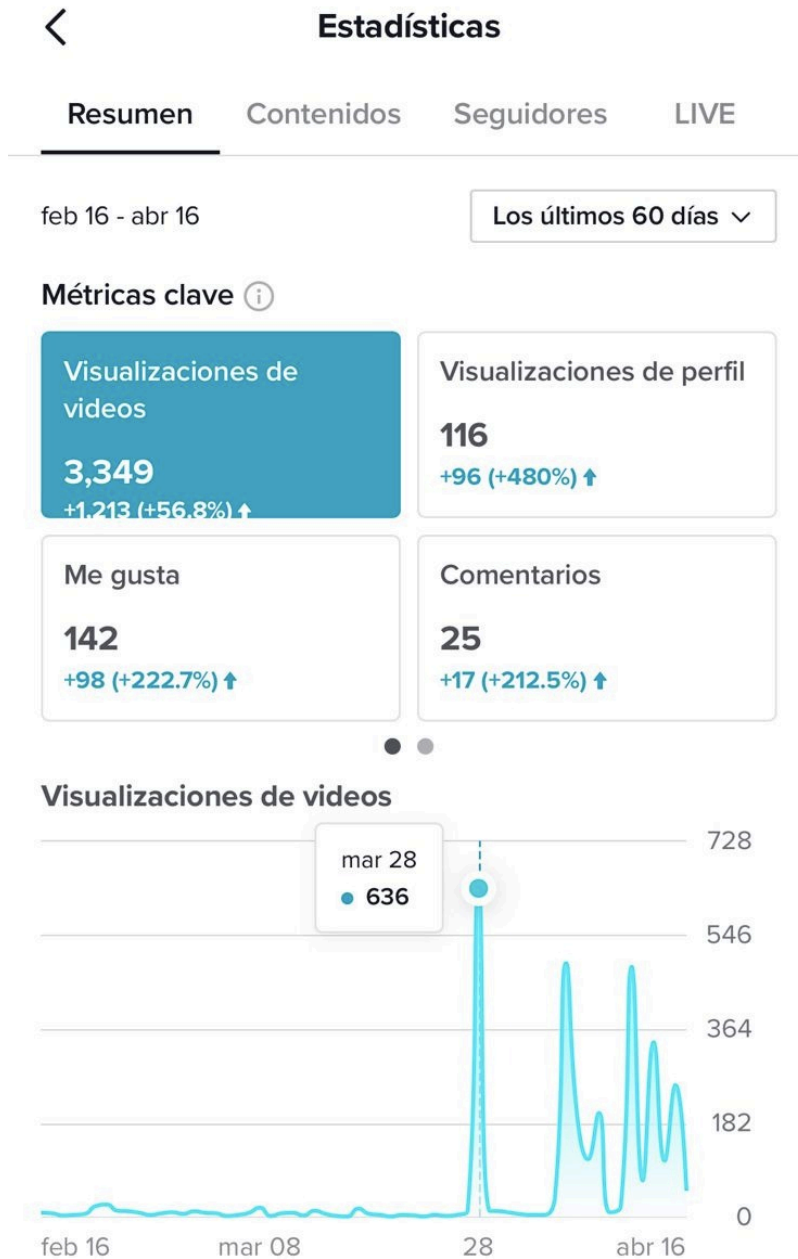 Estadísticas
Resumen Contenidos Seguidores LIVE
feb 16 - abr 16 Los últimos 60 días
Métricas clave
Visualizaciones de
videos
3,349
+1,213 (+56.8%)
Visualizaciones de perfil
116
+96 (+480%)
Me gusta
142
+98 (+222.7%)
Comentarios
25
+17 (+212.5%)
Visualizaciones de videos
728
mar 28
636
546
364
182
0
feb 16 mar 08 28 abr 16